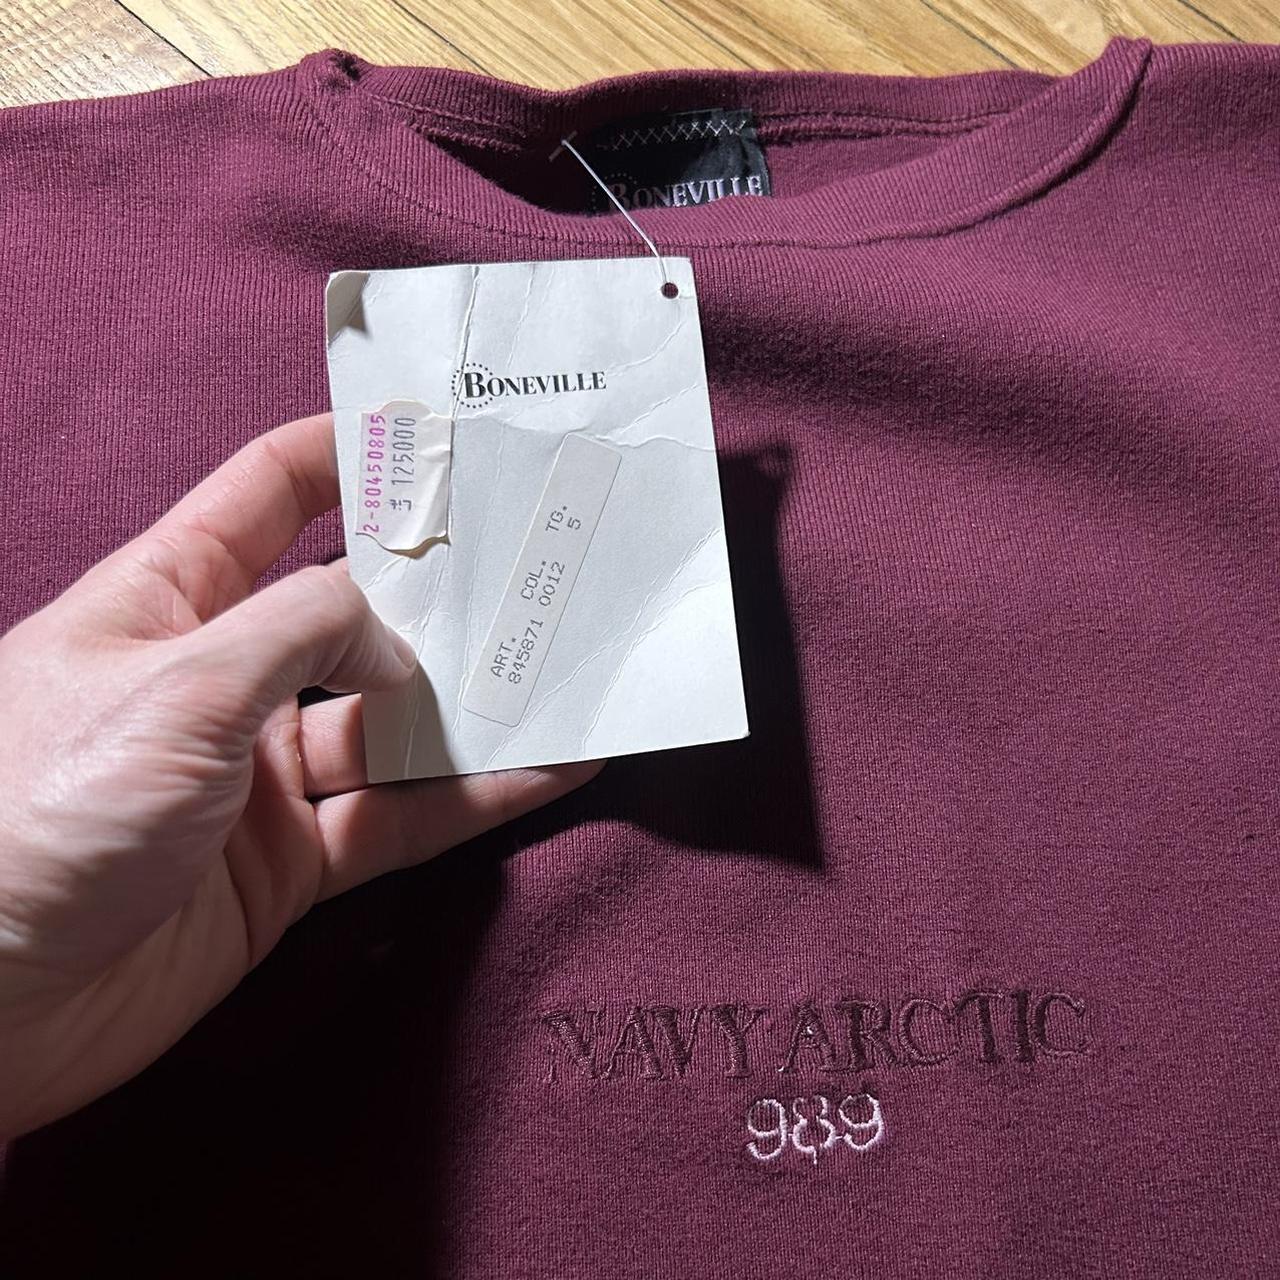 BONEVILLE
BONEVILLE
2-80450805
125000
ART. COL. TG.
845871 0012 5
NAVY ARCTIC
989